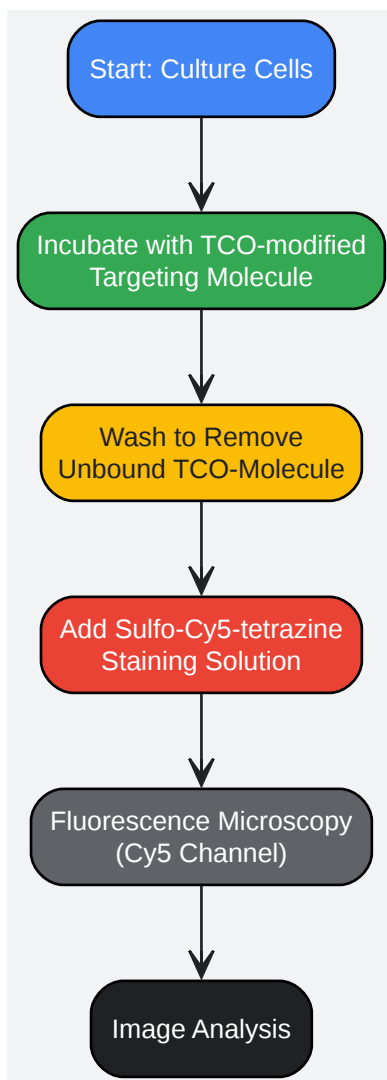 Start: Culture Cells
Incubate with TCO-modified
Targeting Molecule
Wash to Remove
Unbound TCO-Molecule
Add Sulfo-Cy5-tetrazine
Staining Solution
Fluorescence Microscopy
(Cy5 Channel)
Image Analysis